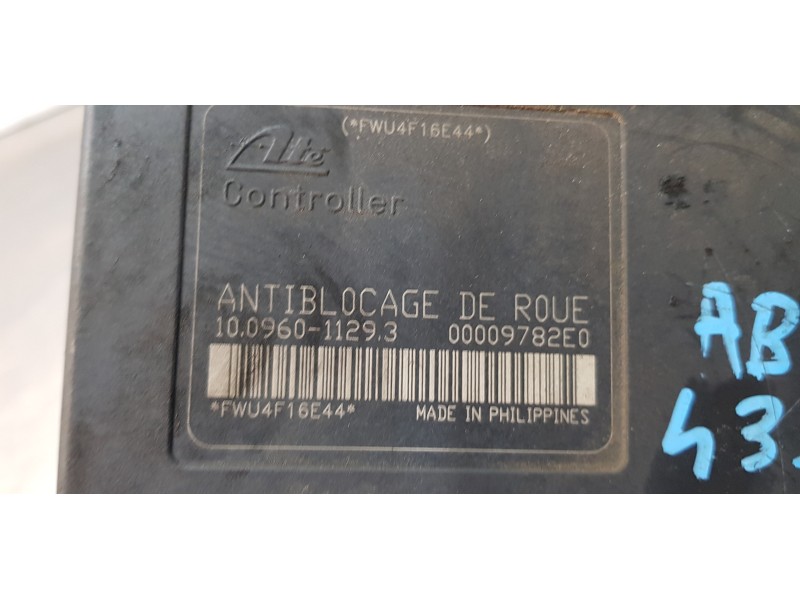 (*FWU4F16E44*)
Ate
Controller
ANTIBLOCAGE DE ROUE
10.0960-1129.3 00009782E0
*FWU4F16E44* MADE IN PHILIPPINES
AB
43